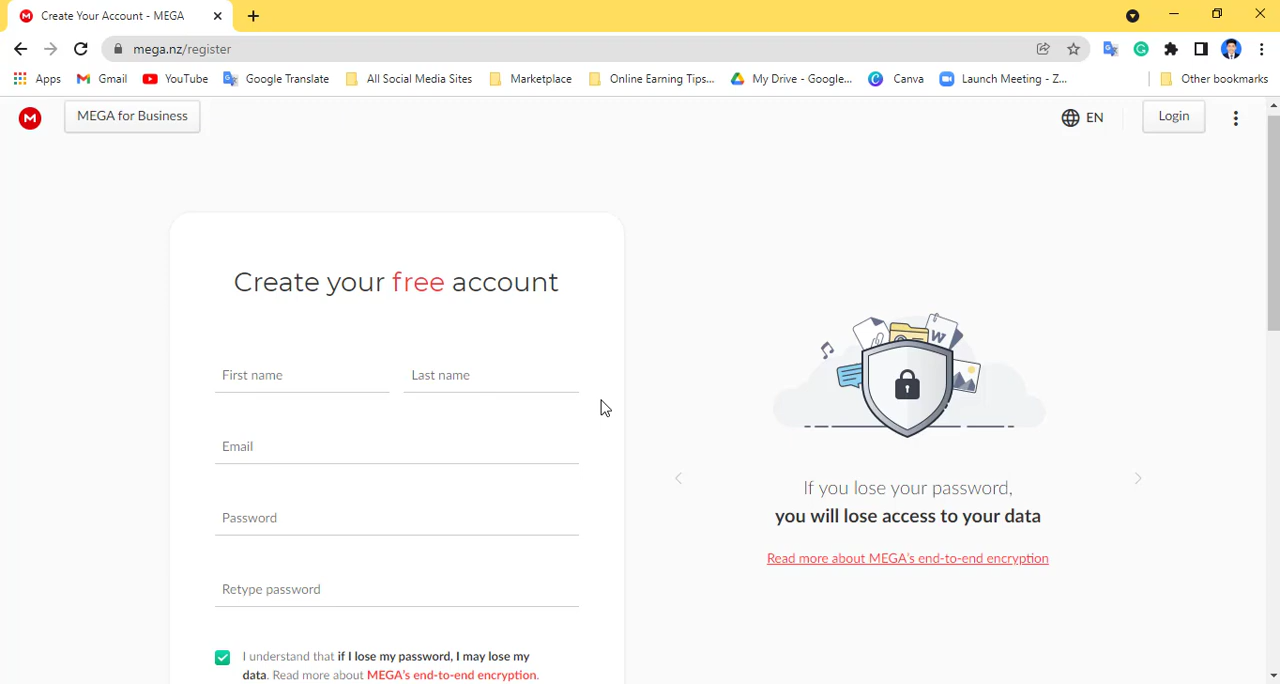 Create Your Account - MEGA
mega.nz/register
Apps Gmail YouTube Google Translate All Social Media Sites Marketplace Online Earning Tips... My Drive - Google... Canva Launch Meeting - Z... Other bookmarks
MEGA for Business EN Login
Create your free account
First name Last name
Email
Password
Retype password
I understand that if I lose my password, I may lose my
data. Read more about MEGA's end-to-end encryption.
W
If you lose your password,
you will lose access to your data
Read more about MEGA's end-to-end encryption